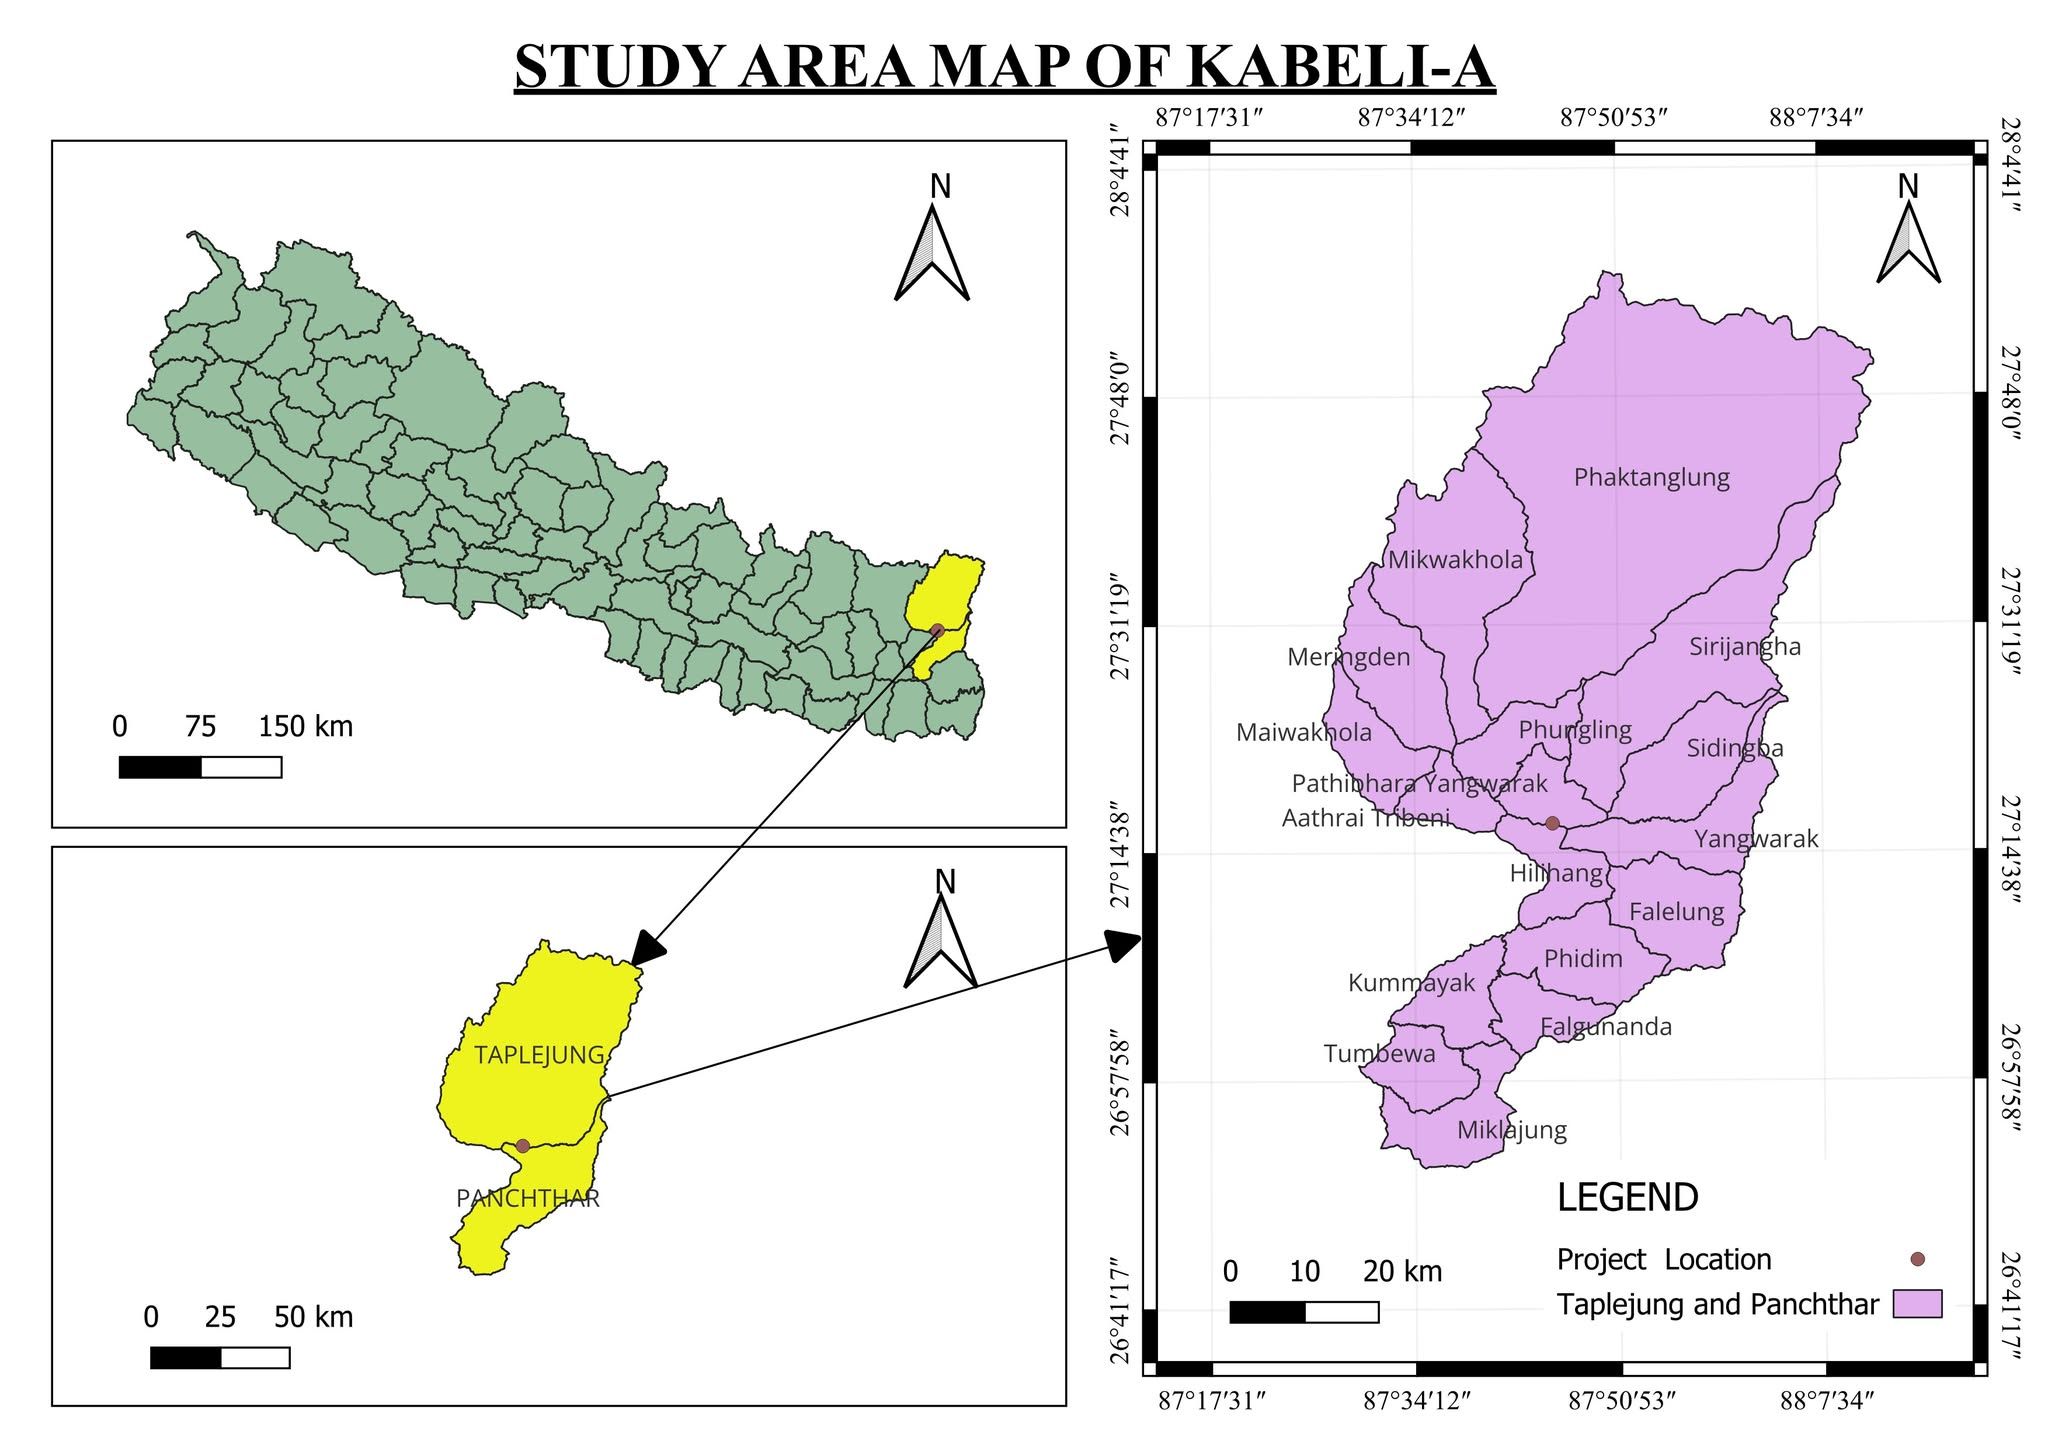 STUDY AREA MAP OF KABELI-A
N
0 75 150 km
N
TAPLEJUNG
PANCHTHAR
0 25 50 km
87°17'31" 87°34'12" 87°50'53" 88°7'34"
28°4'41" 28°4'41"
27°48'0" 27°48'0"
27°31'19" 27°31'19"
27°14'38" 27°14'38"
26°57'58" 26°57'58"
26°41'17" 26°41'17"
N
Phaktanglung
Mikwakhola
Sirijangha
Meringden
Phungling
Maiwakhola
Sidingba
Pathibhara Yangwarak
Aathrai Tribeni
Yangwarak
Hilihang
Falelung
Phidim
Kummayak
Falgunanda
Tumbewa
Miklajung
LEGEND
Project Location
Taplejung and Panchthar
0 10 20 km
87°17'31" 87°34'12" 87°50'53" 88°7'34"